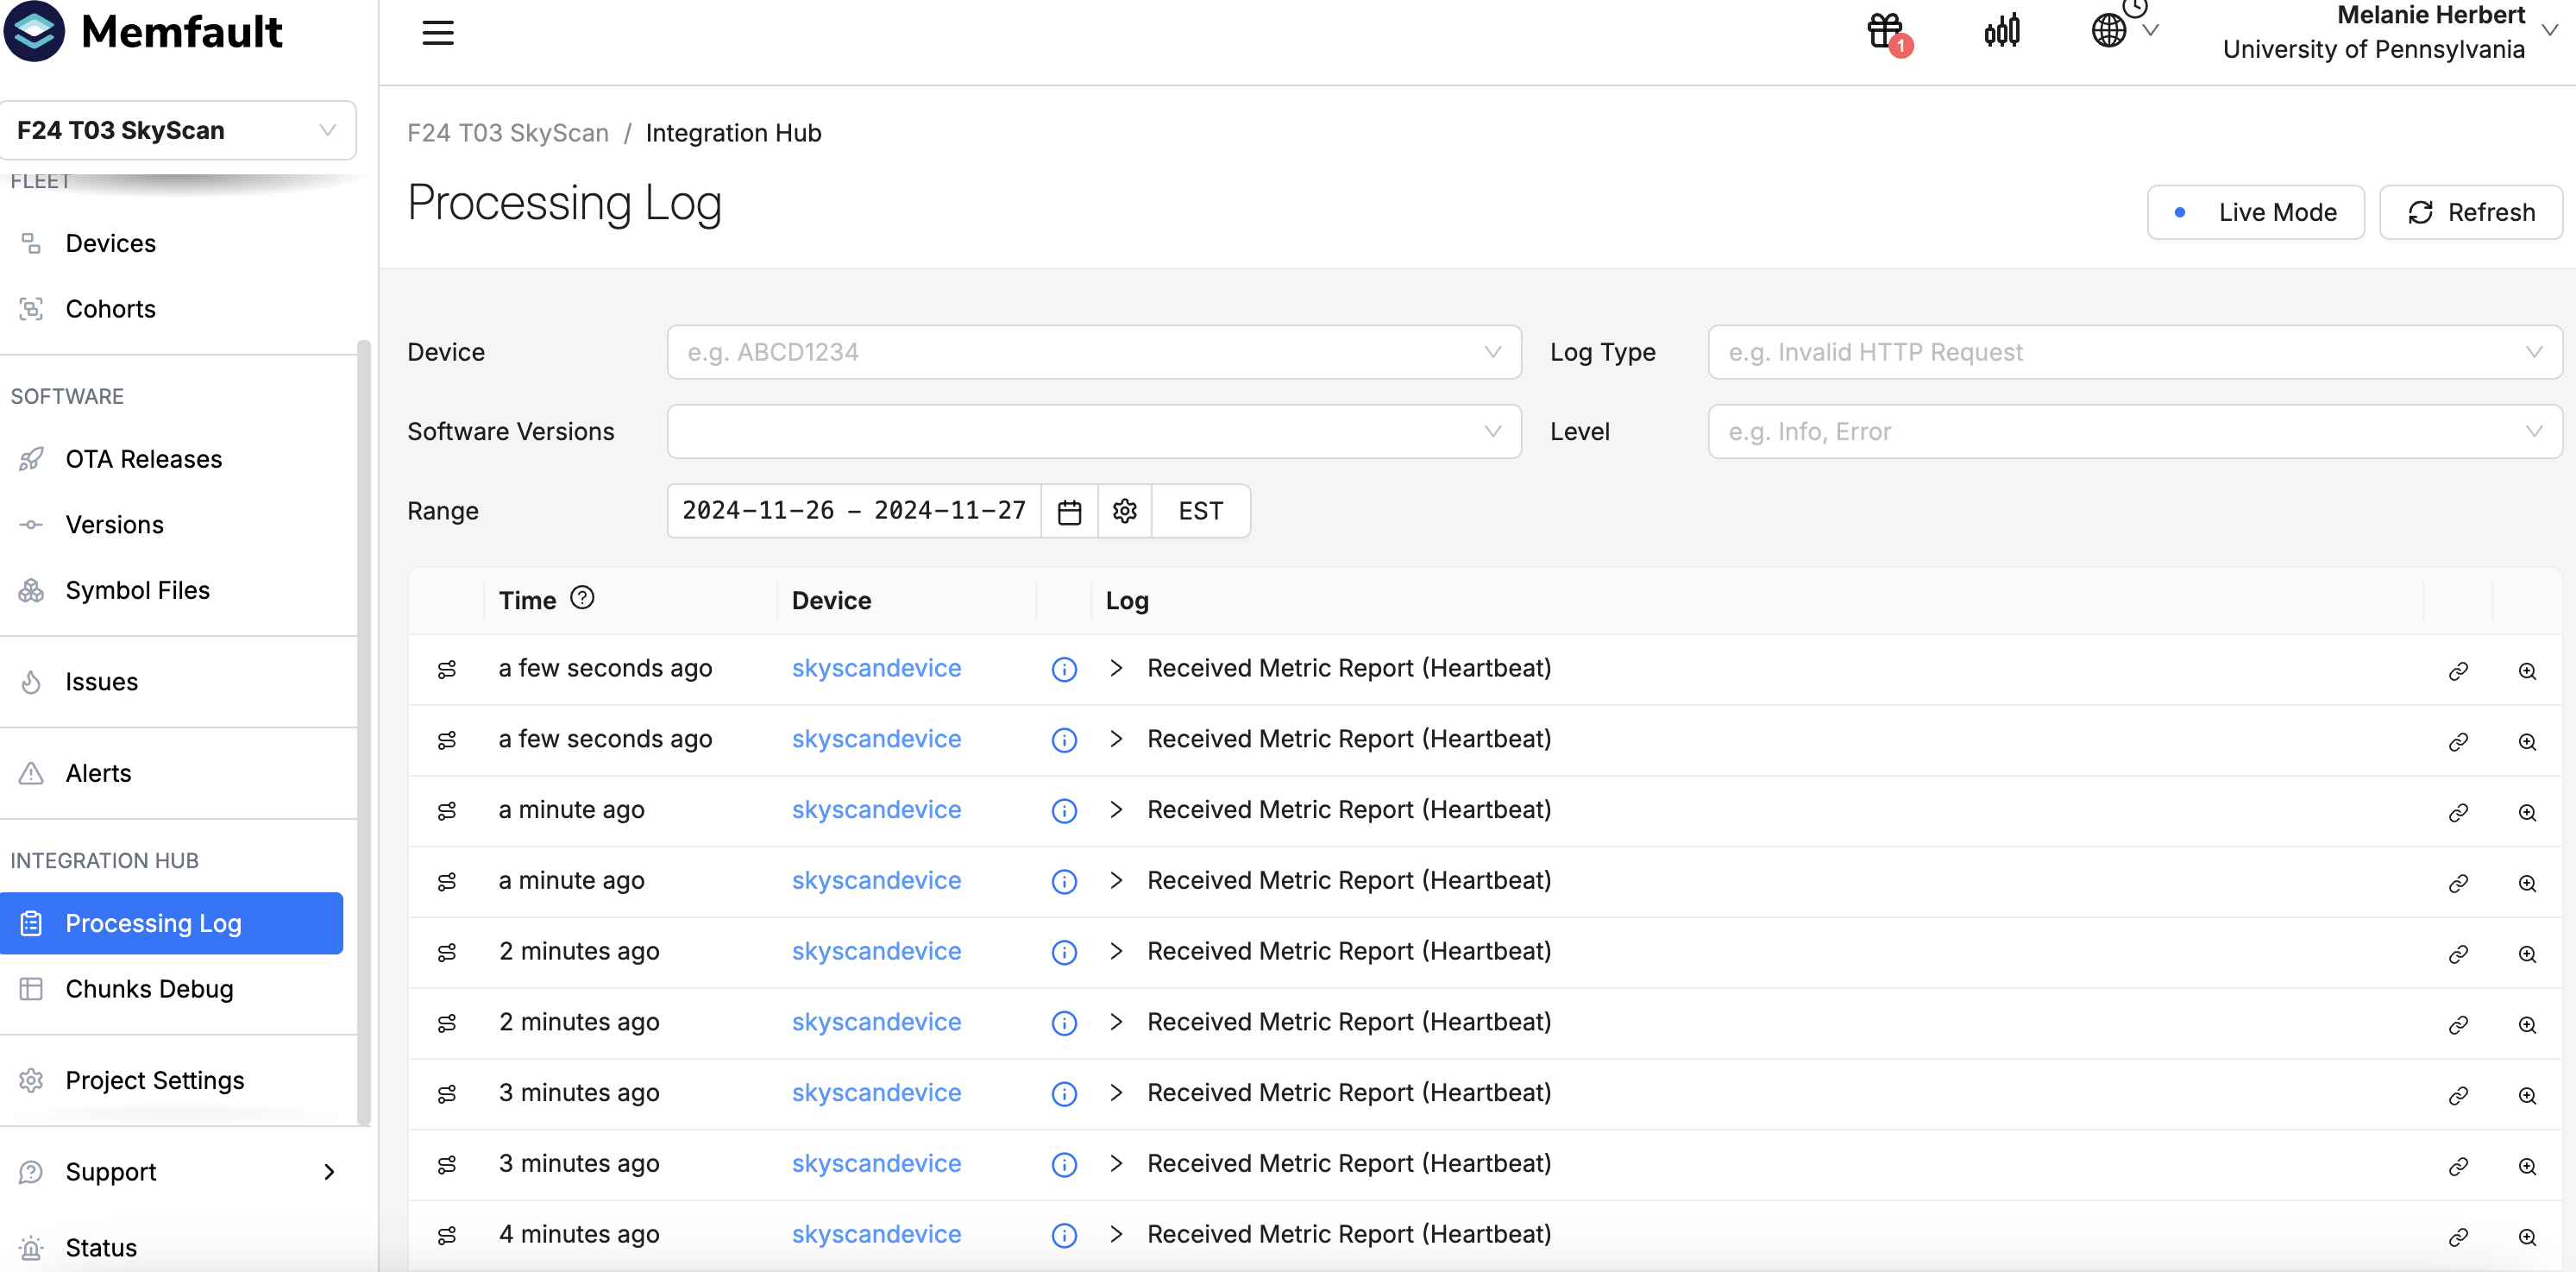 Memfault
1
Melanie Herbert
University of Pennsylvania
F24 T03 SkyScan
FLEET
Devices
Cohorts
SOFTWARE
OTA Releases
Versions
Symbol Files
Issues
Alerts
INTEGRATION HUB
Processing Log
Chunks Debug
Project Settings
Support
Status
F24 T03 SkyScan / Integration Hub
Processing Log
Live Mode
Refresh
Device e.g. ABCD1234 Log Type e.g. Invalid HTTP Request
Software Versions Level e.g. Info, Error
Range 2024-11-26 – 2024-11-27 EST
Time Device Log
a few seconds ago skyscandevice Received Metric Report (Heartbeat)
a few seconds ago skyscandevice Received Metric Report (Heartbeat)
a minute ago skyscandevice Received Metric Report (Heartbeat)
a minute ago skyscandevice Received Metric Report (Heartbeat)
2 minutes ago skyscandevice Received Metric Report (Heartbeat)
2 minutes ago skyscandevice Received Metric Report (Heartbeat)
3 minutes ago skyscandevice Received Metric Report (Heartbeat)
3 minutes ago skyscandevice Received Metric Report (Heartbeat)
4 minutes ago skyscandevice Received Metric Report (Heartbeat)